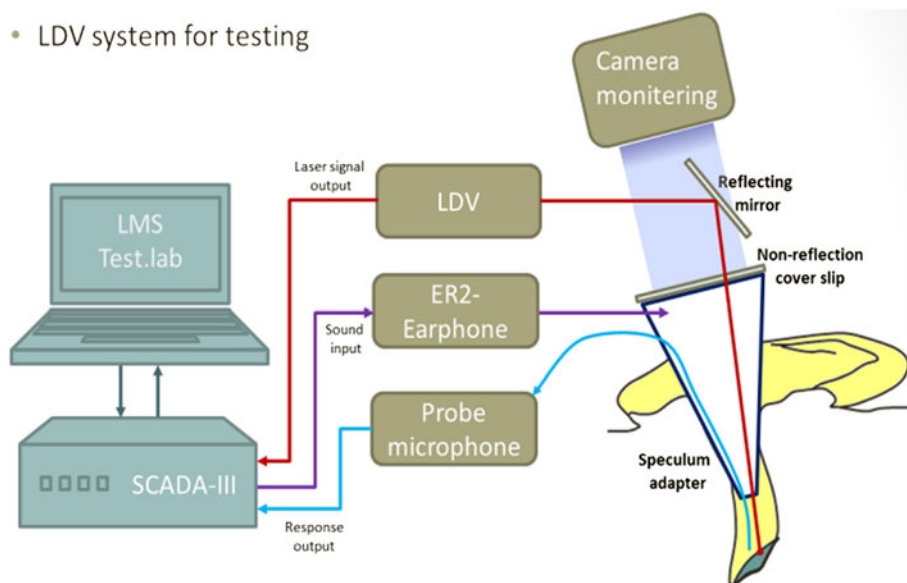 • LDV system for testing
Camera
monitering
Laser signal
output
LDV
Reflecting
mirror
LMS
Test.lab
Non-reflection
cover slip
ER2-
Earphone
Sound
input
Probe
microphone
Speculum
adapter
SCADA-III
Response
output